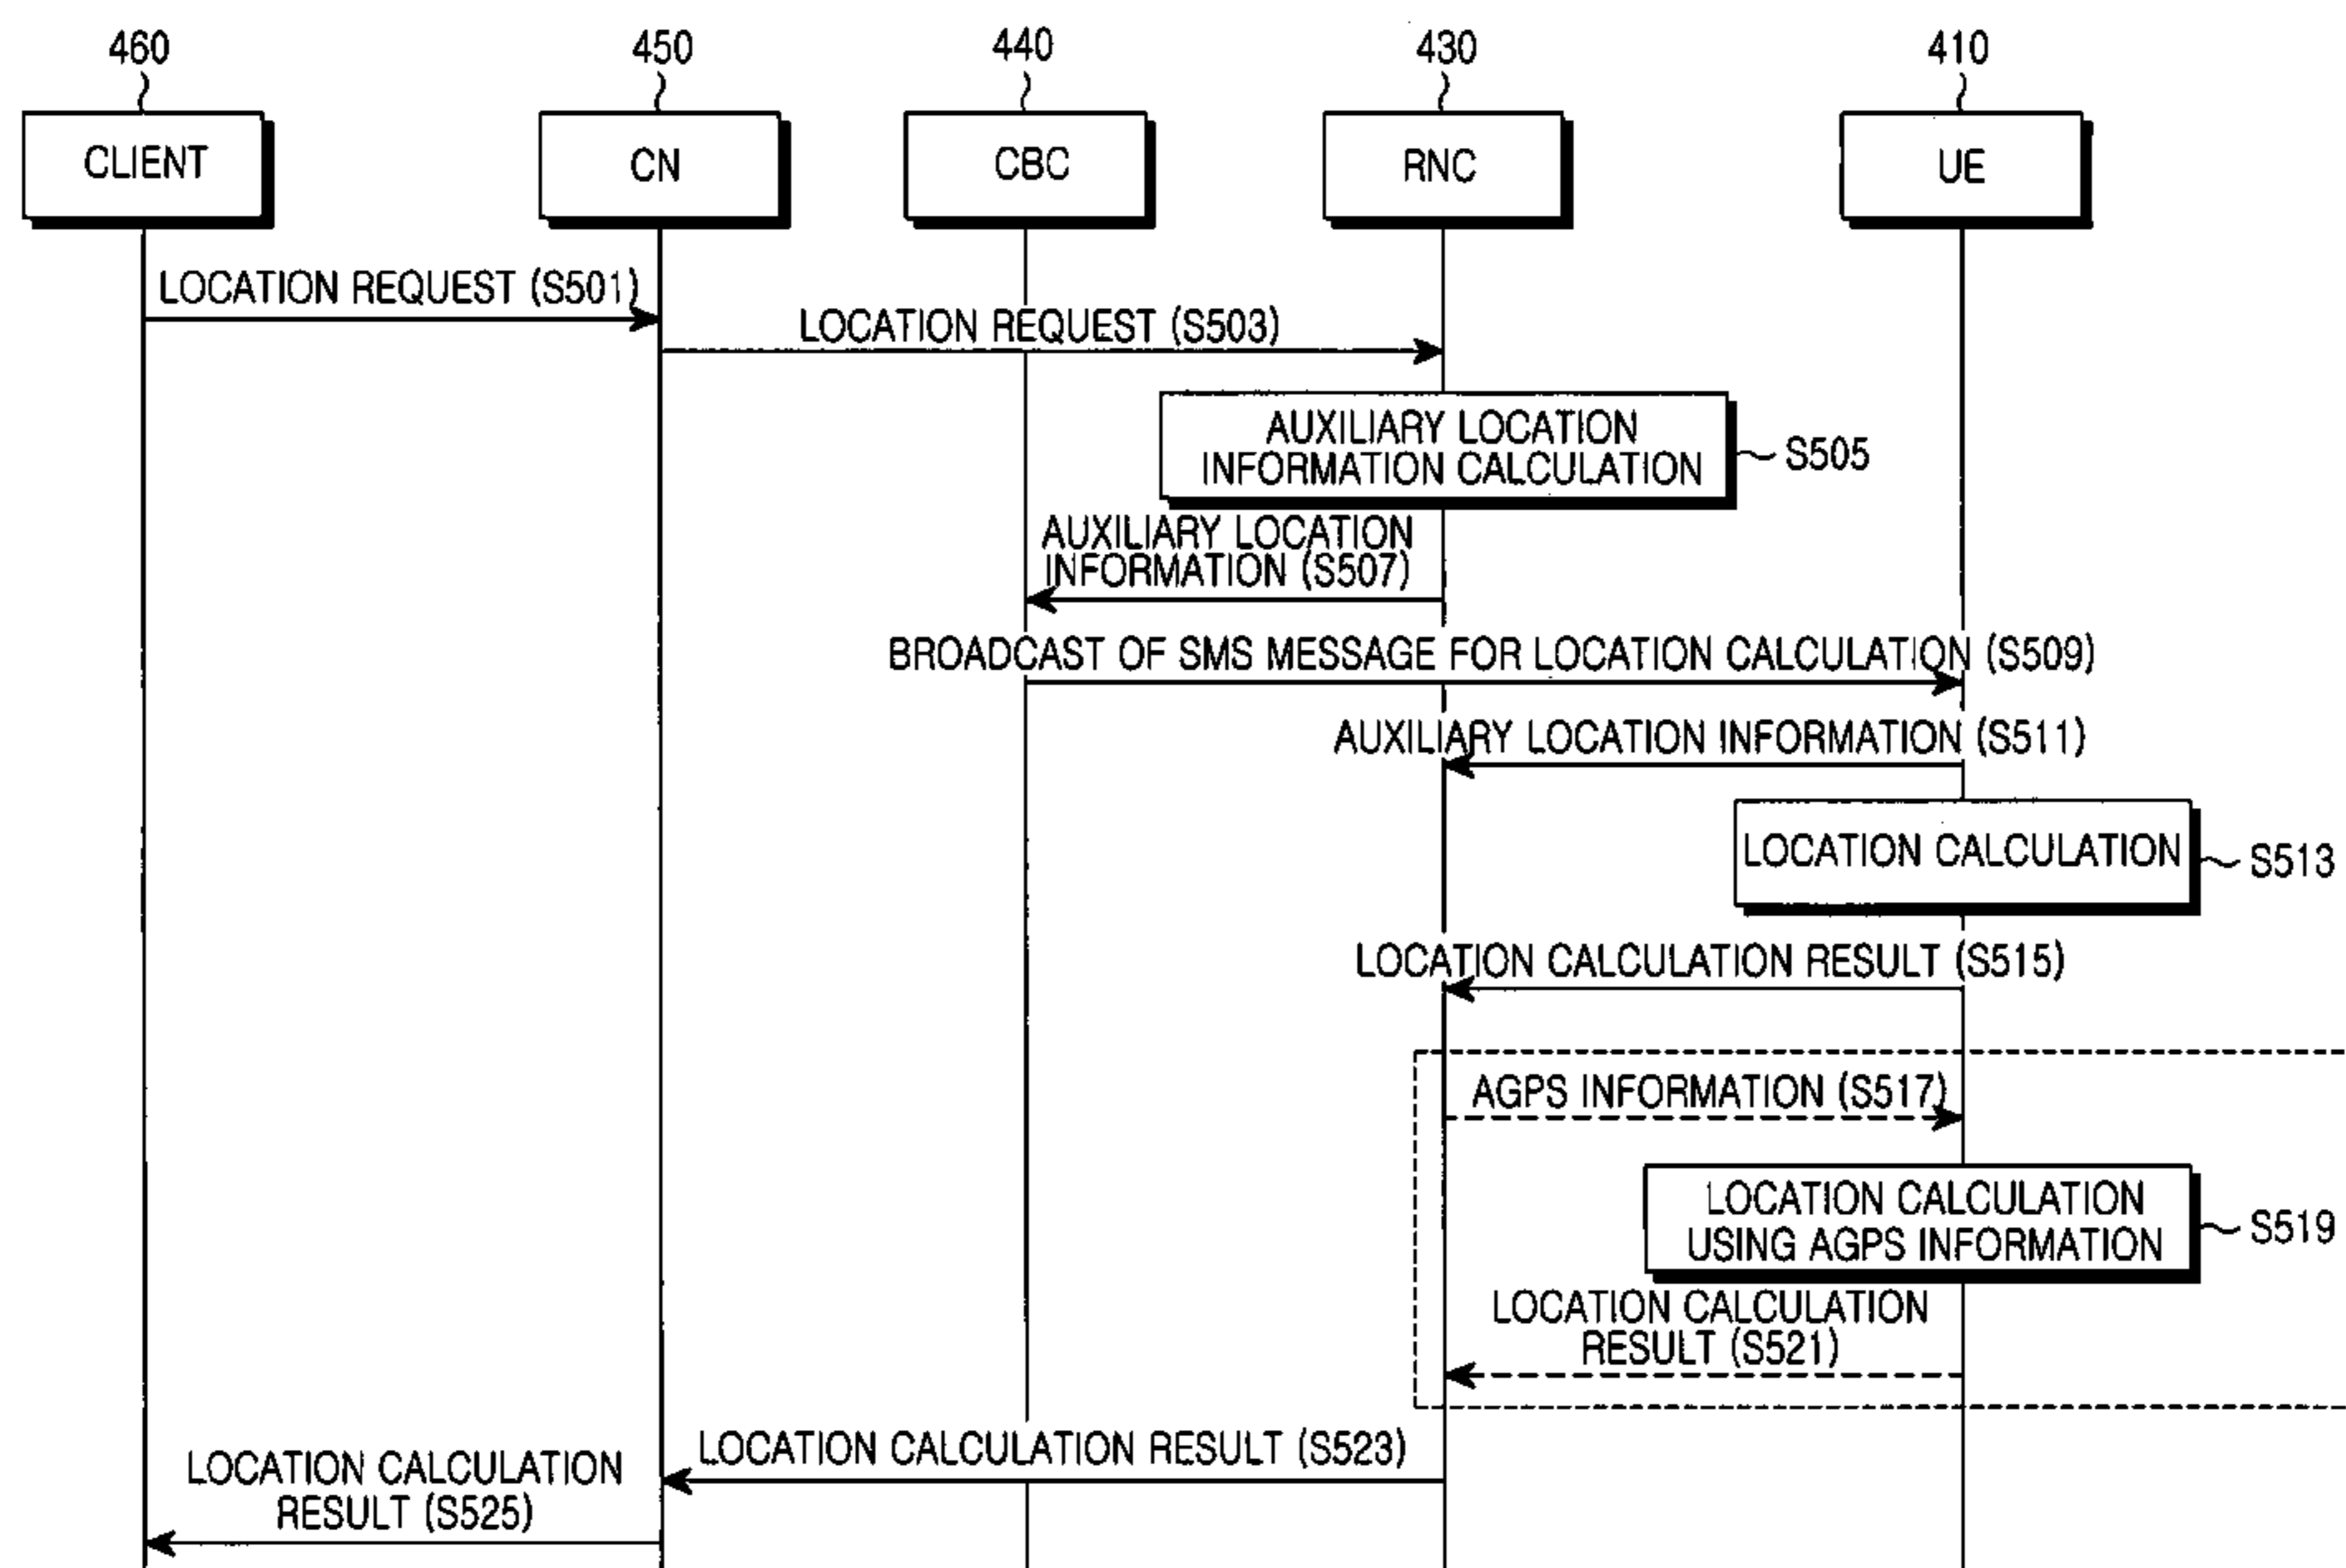 460
450
440
430
410
CLIENT
CN
CBC
RNC
UE
LOCATION REQUEST (S501)
LOCATION REQUEST (S503)
AUXILIARY LOCATION
INFORMATION CALCULATION
S505
AUXILIARY LOCATION
INFORMATION (S507)
BROADCAST OF SMS MESSAGE FOR LOCATION CALCULATION (S509)
AUXILIARY LOCATION INFORMATION (S511)
LOCATION CALCULATION
S513
LOCATION CALCULATION RESULT (S515)
AGPS INFORMATION (S517)
LOCATION CALCULATION
USING AGPS INFORMATION
S519
LOCATION CALCULATION
RESULT (S521)
LOCATION CALCULATION RESULT (S523)
LOCATION CALCULATION
RESULT (S525)